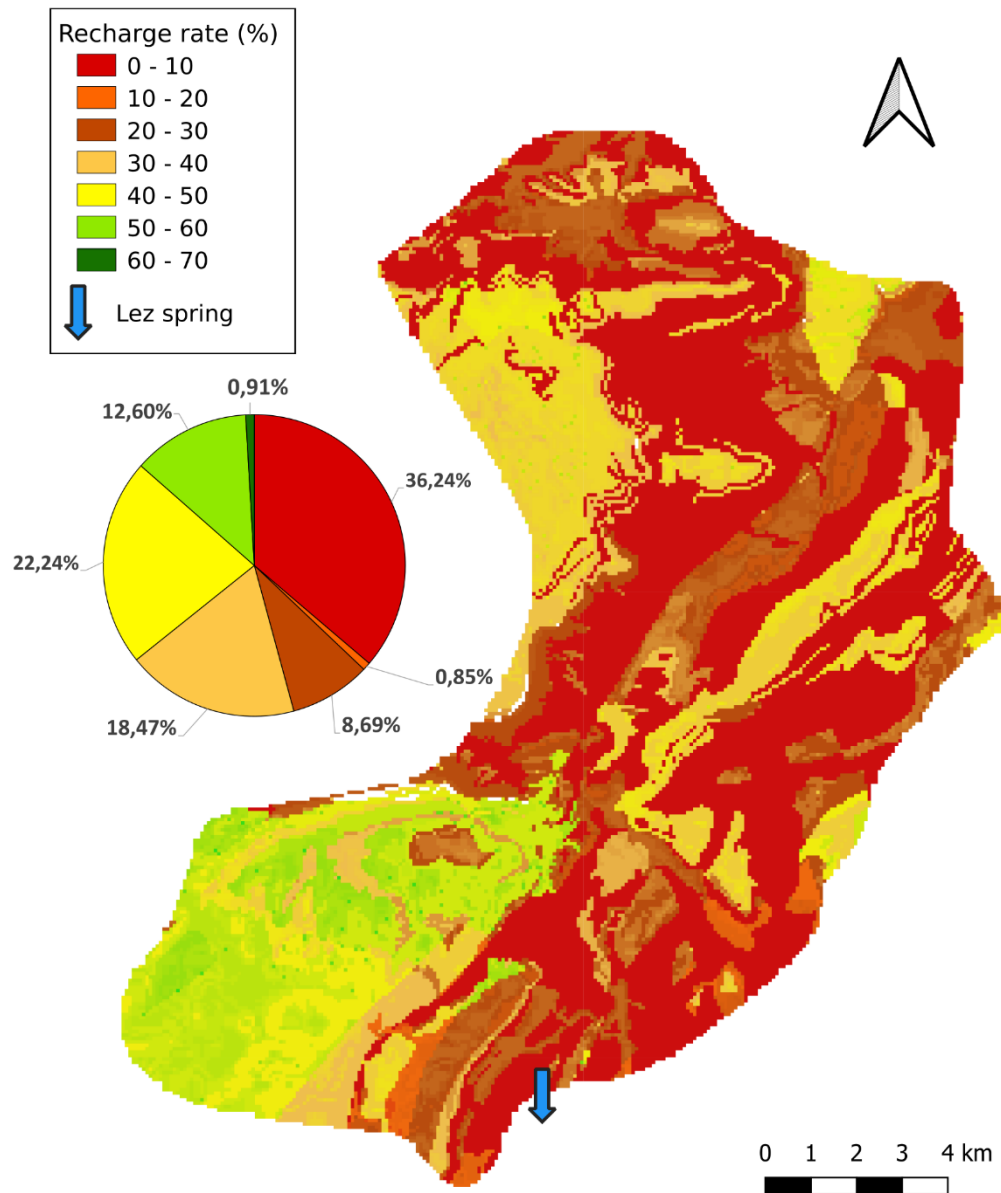 Recharge rate (%)
0 - 10
10 - 20
20 - 30
30 - 40
40 - 50
50 - 60
60 - 70
Lez spring
0,91%
12,60%
36,24%
22,24%
0,85%
18,47%
8,69%
0 1 2 3 4 km